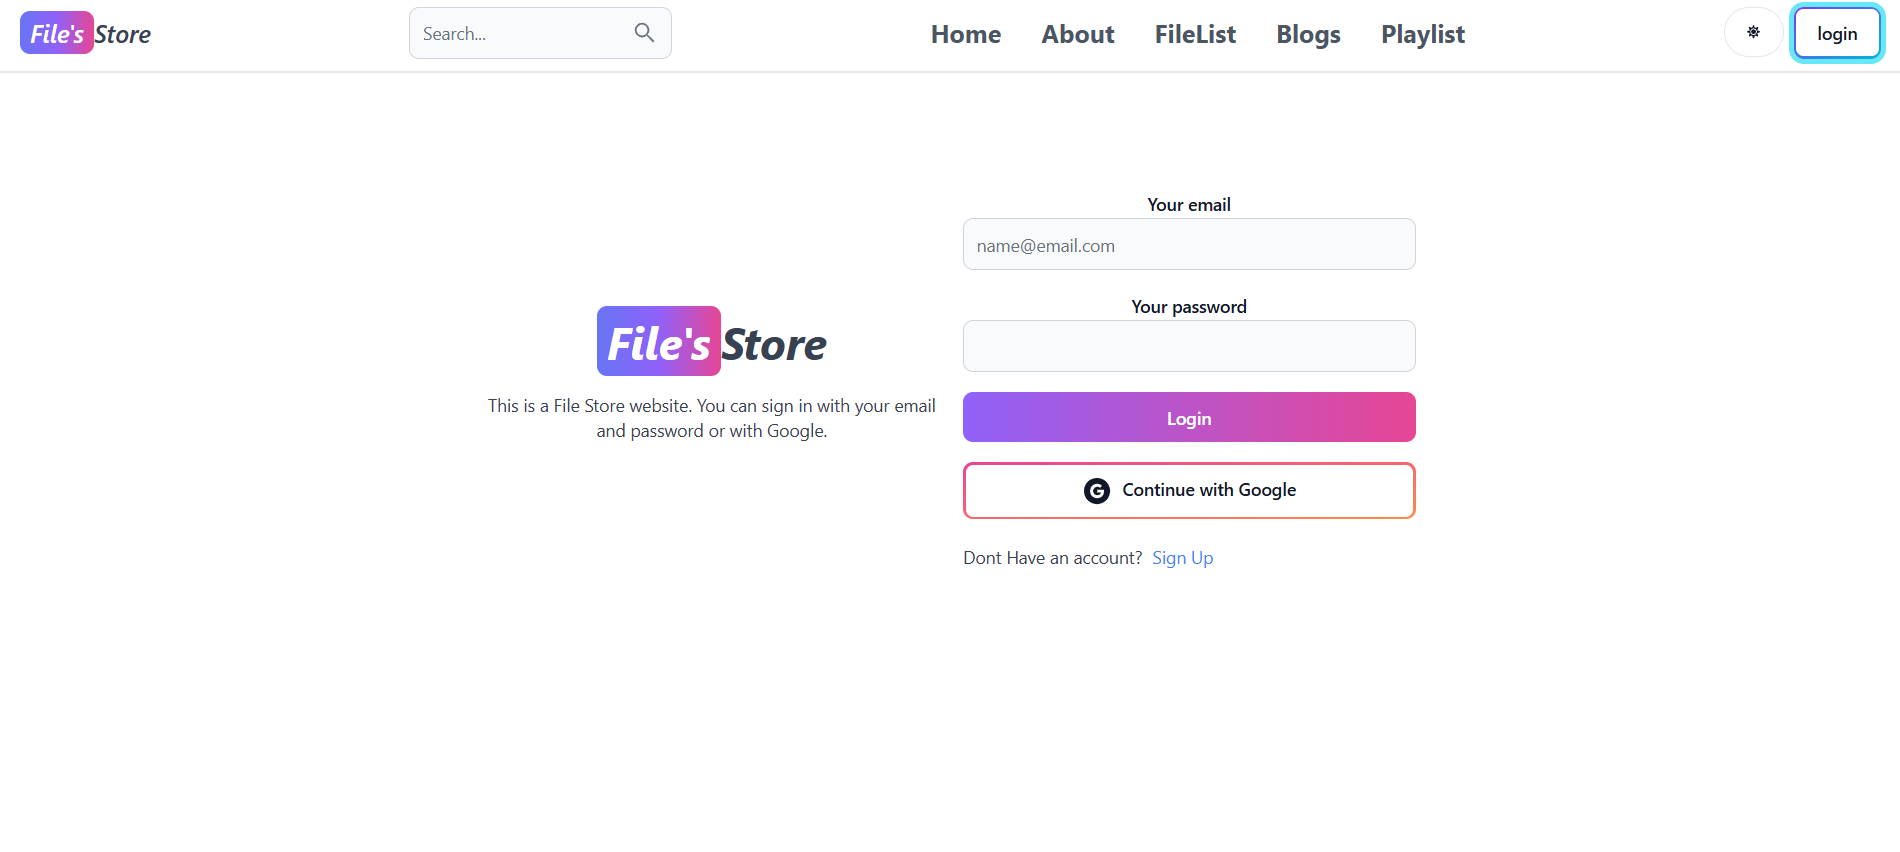 File's Store
Search...
Home About FileList Blogs Playlist
login
File's Store
This is a File Store website. You can sign in with your email
and password or with Google.
Your email
name@email.com
Your password
Login
G Continue with Google
Dont Have an account? Sign Up